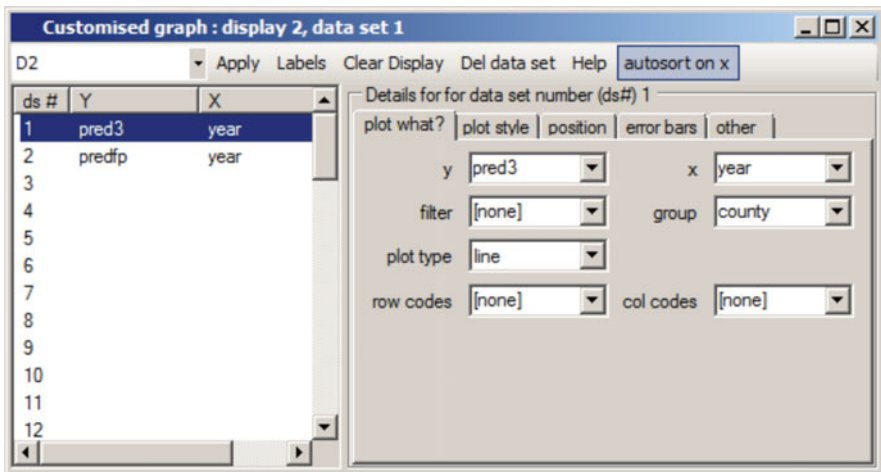 Customised graph : display 2, data set 1
D2 Apply Labels Clear Display Del data set Help autosort on x
ds # Y X
1 pred3 year
2 predfp year
3
4
5
6
7
8
9
10
11
12
Details for for data set number (ds#) 1
plot what? plot style position error bars other
y pred3 x year
filter [none] group county
plot type line
row codes [none] col codes [none]